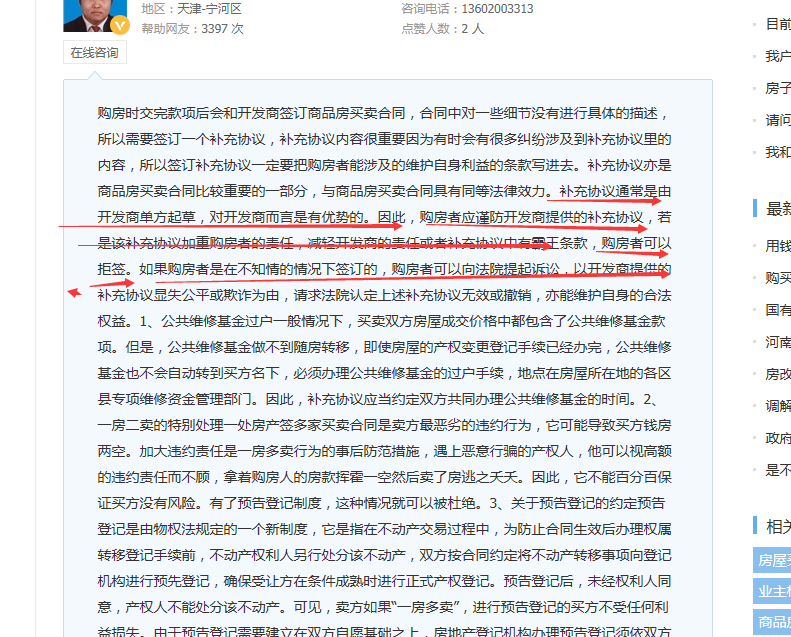 地区：天津-宁河区
咨询电话：13602003313
帮助网友：3397 次
点赞人数：2 人
在线咨询
购房时交完款项后会和开发商签订商品房买卖合同，合同中对一些细节没有进行具体的描述，
所以需要签订一个补充协议，补充协议内容很重要因为有时会有很多纠纷涉及到补充协议里的
内容，所以签订补充协议一定要把购房者能涉及的维护自身利益的条款写进去。补充协议亦是
商品房买卖合同比较重要的一部分，与商品房买卖合同具有同等法律效力。补充协议通常是由
开发商单方起草，对开发商而言是有优势的。因此，购房者应谨防开发商提供的补充协议，若
是该补充协议加重购房者的责任，减轻开发商的责任或者补充协议中有霸王条款，购房者可以
拒签。如果购房者是在不知情的情况下签订的，购房者可以向法院提起诉讼，以开发商提供的
补充协议显失公平或欺诈为由，请求法院认定上述补充协议无效或撤销，亦能维护自身的合法
权益。1、公共维修基金过户一般情况下，买卖双方房屋成交价格中都包含了公共维修基金款
项。但是，公共维修基金做不到随房转移，即使房屋的产权变更登记手续已经办完，公共维修
基金也不会自动转到买方名下，必须办理公共维修基金的过户手续，地点在房屋所在地的各区
县专项维修资金管理部门。因此，补充协议应当约定双方共同办理公共维修基金的时间。2、
一房二卖的特别处理一处房产签多家买卖合同是卖方最恶劣的违约行为，它可能导致买方钱房
两空。加大违约责任是一房多卖行为的事后防范措施，遇上恶意行骗的产权人，他可以视高额
的违约责任而不顾，拿着购房人的房款挥霍一空然后卖了房逃之夭夭。因此，它不能百分百保
证买方没有风险。有了预告登记制度，这种情况就可以被杜绝。3、关于预告登记的约定预告
登记是由物权法规定的一个新制度，它是指在不动产交易过程中，为防止合同生效后办理权属
转移登记手续前，不动产权利人另行处分该不动产，双方按合同约定将不动产转移事项向登记
机构进行预先登记，确保受让方在条件成熟时进行正式产权登记。预告登记后，未经权利人同
意，产权人不能处分该不动产。可见，卖方如果“一房多卖”，进行预告登记的买方不受任何利
益损失。由于预告登记需要建立在双方自愿基础之上，房地产登记机构办理预告登记须依双方
目前
我户
房子
请问
我和
最新
用钱
购买
国有
河南
房改
调解
政府
是不
相关
房屋买
业主权
商品房